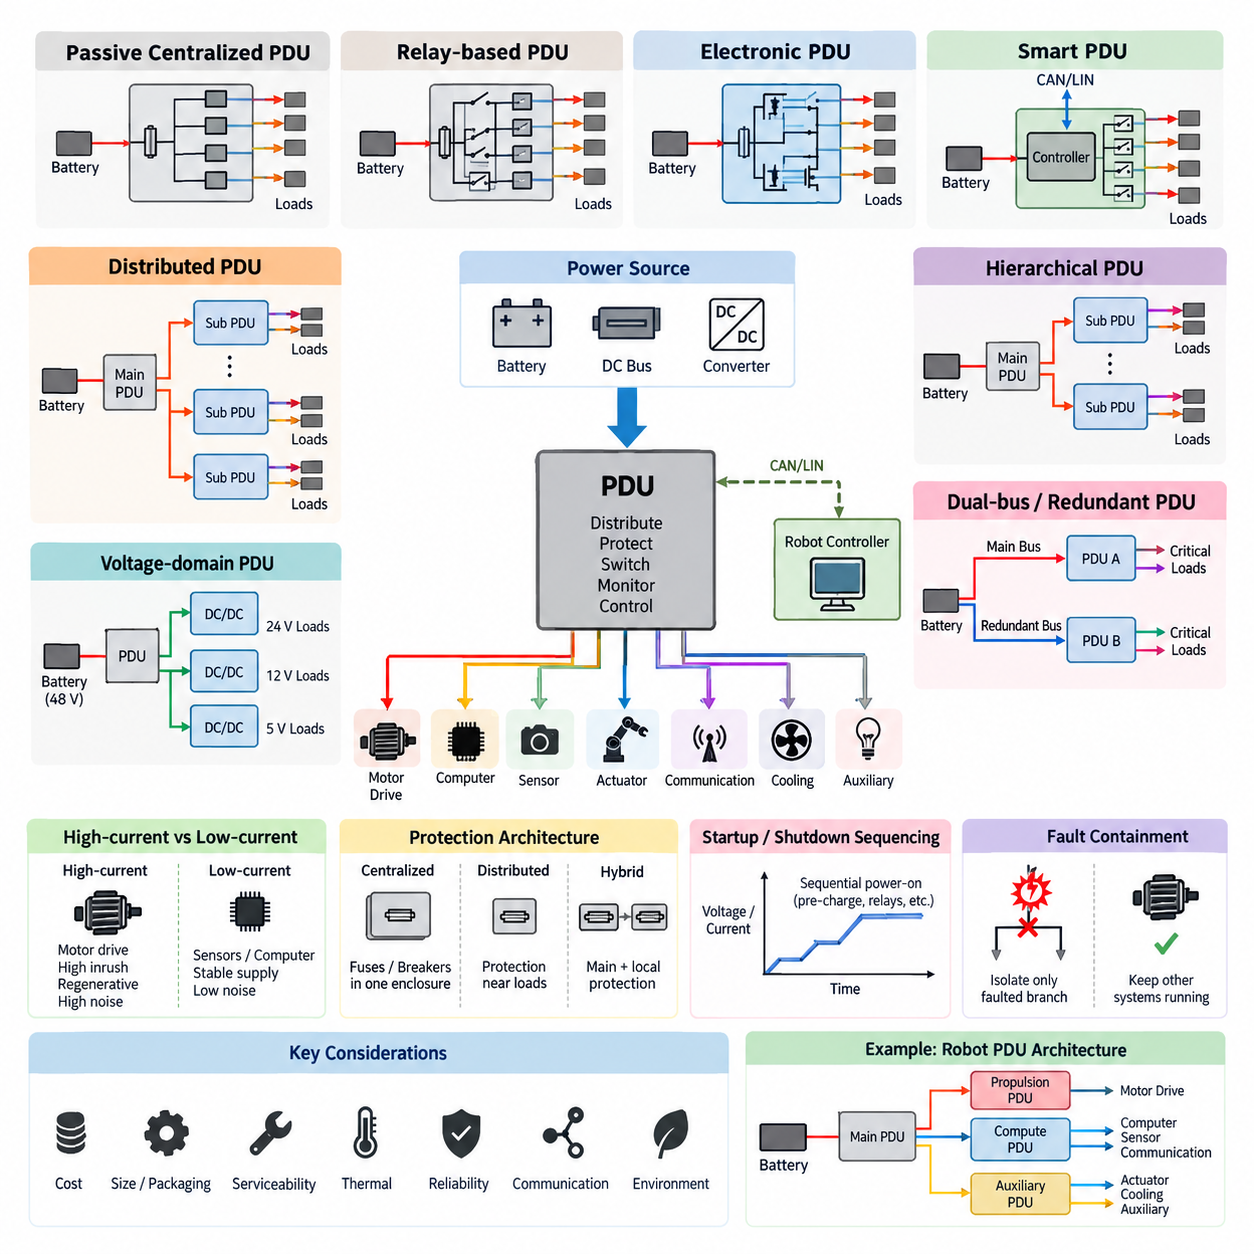 Passive Centralized PDU
Battery
Loads
Relay-based PDU
Battery
Loads
Electronic PDU
Battery
Loads
Smart PDU
CAN/LIN
Controller
Battery
Loads
Distributed PDU
Battery
Main
PDU
Sub PDU
Loads
Sub PDU
Loads
Sub PDU
Loads
Power Source
Battery
DC Bus
DC
DC
Converter
Hierarchical PDU
Battery
Main
PDU
Sub PDU
Loads
Sub PDU
Loads
PDU
Distribute
Protect
Switch
Monitor
Control
CAN/LIN
Robot Controller
Dual-bus / Redundant PDU
Main Bus
PDU A
Critical
Loads
Battery
Redundant Bus
PDU B
Critical
Loads
Voltage-domain PDU
Battery
(48 V)
PDU
DC/DC
24 V Loads
DC/DC
12 V Loads
DC/DC
5 V Loads
Motor
Drive
Computer
Sensor
Actuator
Communication
Cooling
Auxiliary
High-current vs Low-current
High-current
Motor drive
High inrush
Regenerative
High noise
Low-current
Sensors / Computer
Stable supply
Low noise
Protection Architecture
Centralized
Fuses / Breakers
in one enclosure
Distributed
Protection
near loads
Hybrid
Main + local
protection
Startup / Shutdown Sequencing
Voltage /
Current
Sequential power-on
(pre-charge, relays, etc.)
Time
Fault Containment
Isolate only
faulted branch
Keep other
systems running
Key Considerations
Cost
Size / Packaging
Serviceability
Thermal
Reliability
Communication
Environment
Example: Robot PDU Architecture
Battery
Main PDU
Propulsion
PDU
Motor Drive
Compute
PDU
Computer
Sensor
Communication
Auxiliary
PDU
Actuator
Cooling
Auxiliary